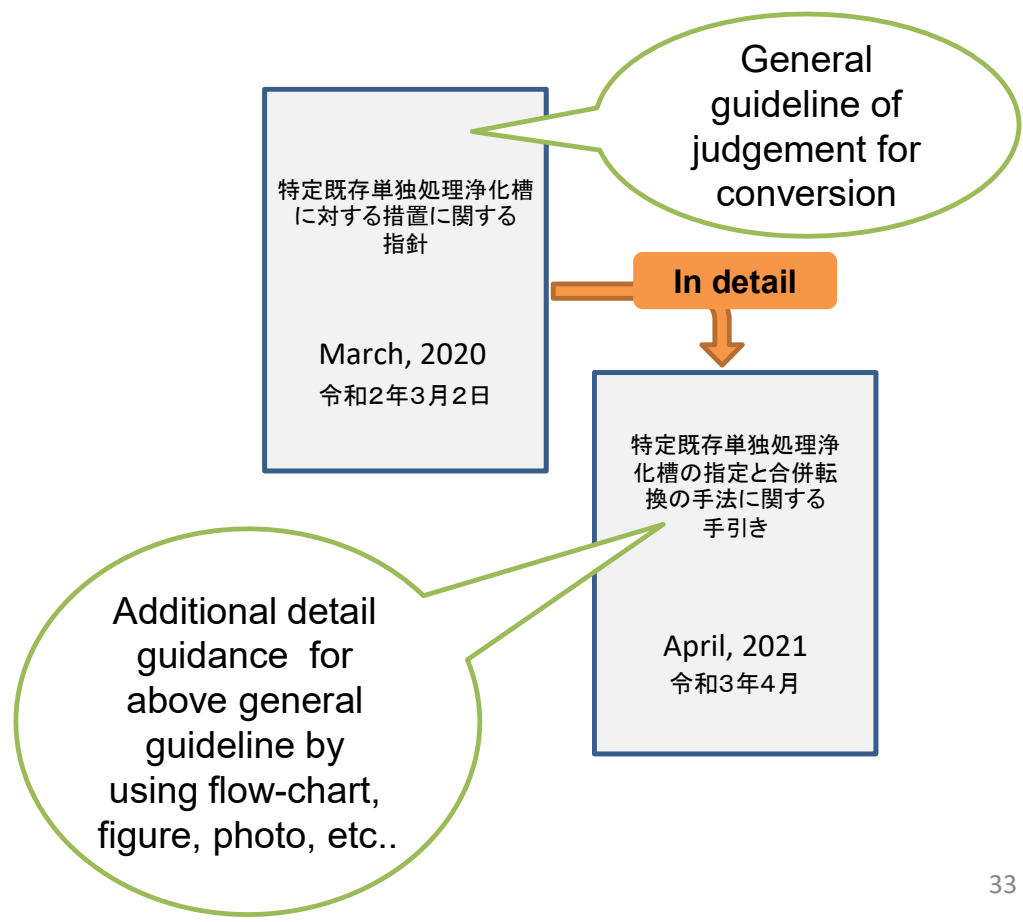 General
guideline of
judgement for
conversion
特定既存単独処理浄化槽
に対する措置に関する
指針
March, 2020
令和2年3月2日
In detail
特定既存単独処理浄
化槽の指定と合併転
換の手法に関する
手引き
April, 2021
令和3年4月
Additional detail
guidance  for
above general
guideline by
using flow-chart,
figure, photo, etc..
33